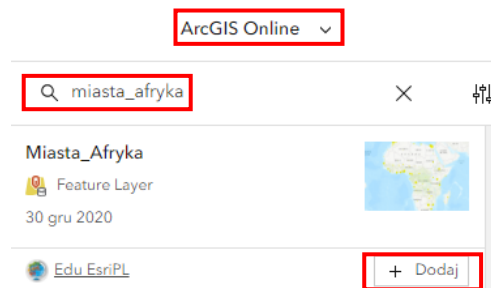 ArcGIS Online
miasta_afryka
Miasta_Afryka
Feature Layer
30 gru 2020
Edu EsriPL
+ Dodaj